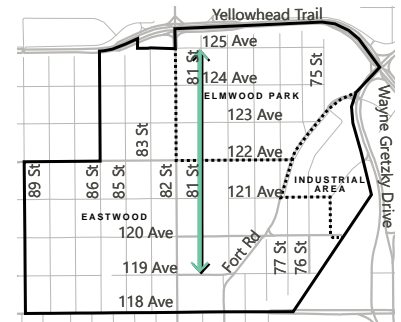 Yellowhead Trail
125 Ave
81 St
124 Ave
75 St
ELMWOOD PARK
Wayne Gretzky Drive
123 Ave
83 St
122 Ave
89 St
86 St
85 St
82 St
81 St
121 Ave
INDUSTRIAL
AREA
EASTWOOD
120 Ave
Fort Rd
77 St
76 St
119 Ave
118 Ave